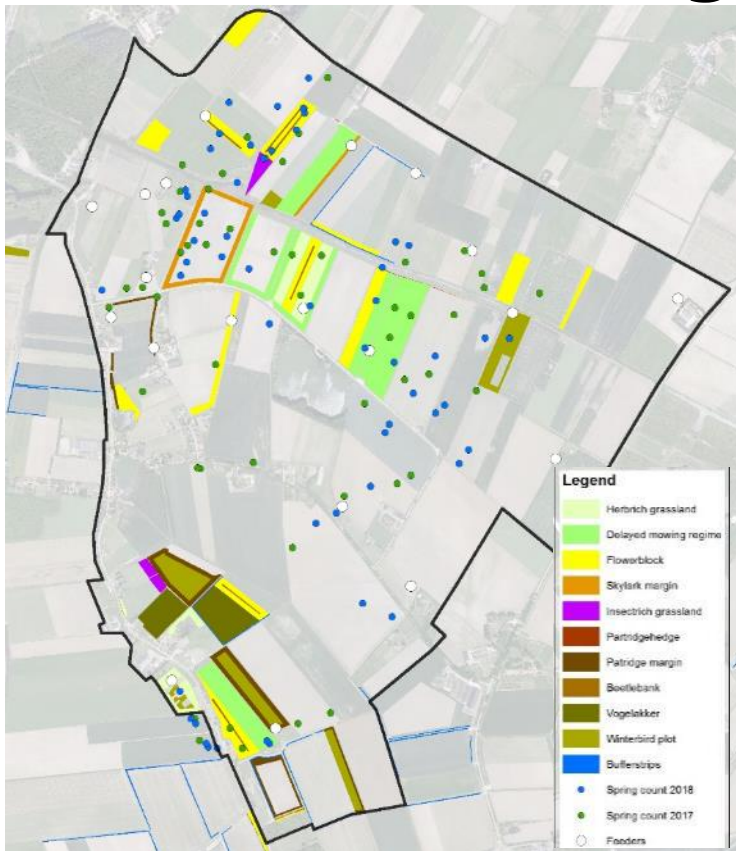 Legend
Herbrich grassland
Delayed mowing regime
Flowerblock
Skylark margin
Insectrich grassland
Partridgehedge
Patridge margin
Beetlebank
Vogelakker
Winterbird plot
Bufferstrips
Spring count 2018
Spring count 2017
Feeders